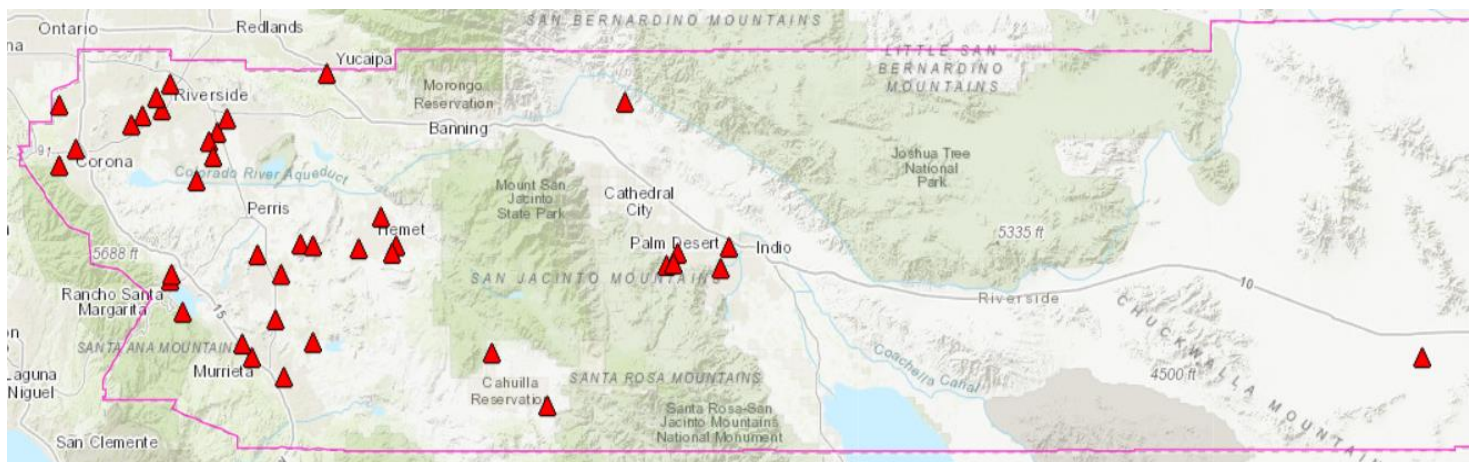 SAN BERNARDINO MOUNTAINS
Ontario
Redlands
Yucaipa
LITTLE SAN
BERNARDINO
MOUNTAINS
Morongo
Reservation
Riverside
Banning
91
Corona
Colorado River Aqueduct
Joshua Tree
National
Park
Mount San
Jacinto
State Park
Cathedral
City
Perris
Hemet
5688 ft
Palm Desert
Indio
5335 ft
SAN JACINTO MOUNTAINS
10
Rancho Santa
Margarita
Riverside
15
CHUCKWALLA MOUNTAIN
SANTA ANA MOUNTAINS
Murrieta
Laguna
Niguel
Coachella Canal
Cahuilla
Reservation
SANTA ROSA MOUNTAINS
4500 ft
Santa Rosa-San
Jacinto Mountains
National Monument
San Clemente